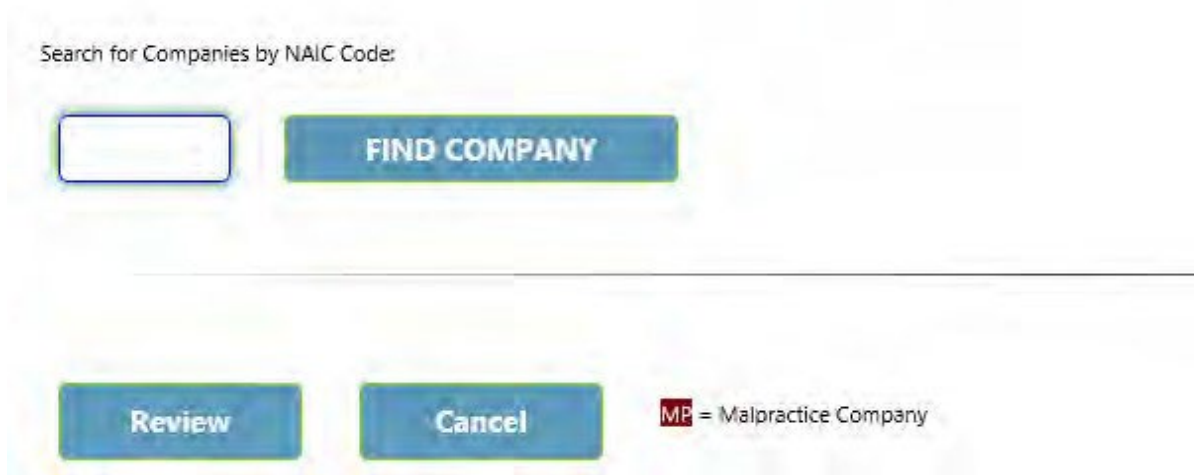 Search for Companies by NAIC Code:
FIND COMPANY
Review
Cancel
MP = Malpractice Company